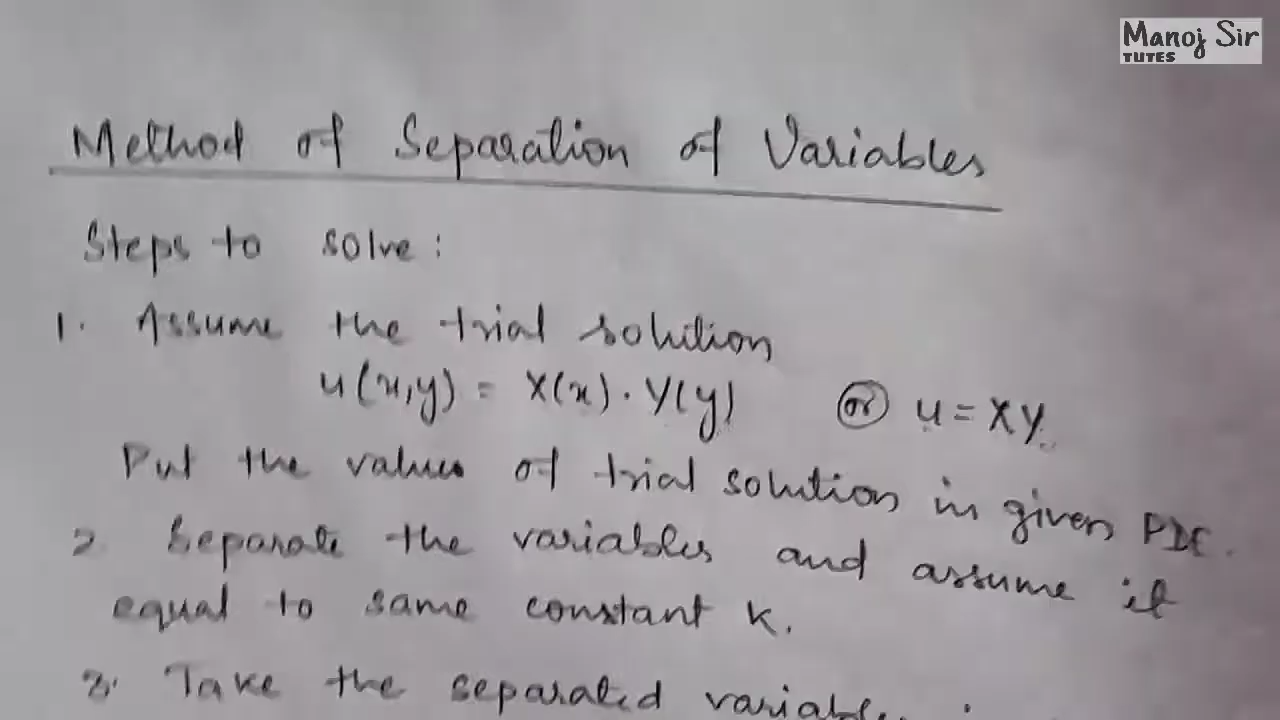 Manoj Sir
TUTES
Method of Separation of Variables
Steps to solve:
1. Assume the trial solution
u(x,y) = X(x) . Y(y) or u = XY
Put the values of trial solution in given PDE.
2. Separate the variables and assume it
equal to same constant K.
3. Take the separated